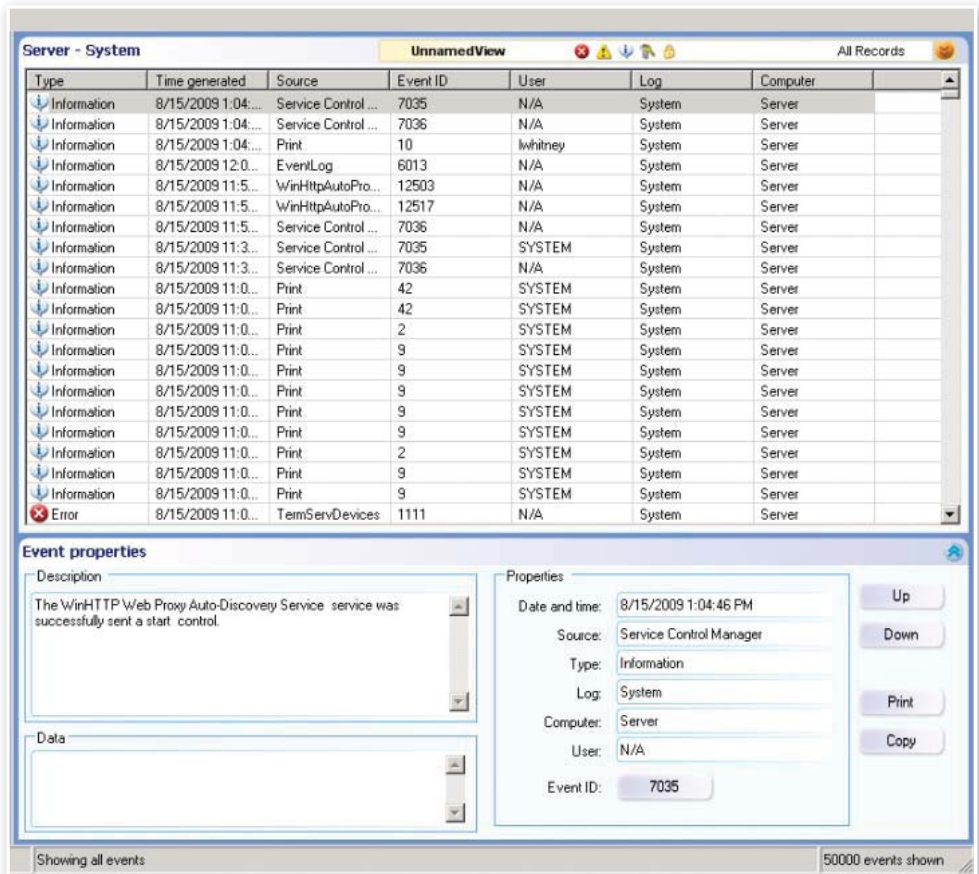 Server - System UnnamedView All Records
Type Time generated Source Event ID User Log Computer
Information 8/15/2009 1:04:... Service Control ... 7035 N/A System Server
Information 8/15/2009 1:04:... Service Control ... 7036 N/A System Server
Information 8/15/2009 1:04:... Print 10 lwhitney System Server
Information 8/15/2009 12:0... EventLog 6013 N/A System Server
Information 8/15/2009 11:5... WinHttpAutoPro... 12503 N/A System Server
Information 8/15/2009 11:5... WinHttpAutoPro... 12517 N/A System Server
Information 8/15/2009 11:5... Service Control ... 7036 N/A System Server
Information 8/15/2009 11:3... Service Control ... 7035 SYSTEM System Server
Information 8/15/2009 11:3... Service Control ... 7036 N/A System Server
Information 8/15/2009 11:0... Print 42 SYSTEM System Server
Information 8/15/2009 11:0... Print 42 SYSTEM System Server
Information 8/15/2009 11:0... Print 2 SYSTEM System Server
Information 8/15/2009 11:0... Print 9 SYSTEM System Server
Information 8/15/2009 11:0... Print 9 SYSTEM System Server
Information 8/15/2009 11:0... Print 9 SYSTEM System Server
Information 8/15/2009 11:0... Print 9 SYSTEM System Server
Information 8/15/2009 11:0... Print 9 SYSTEM System Server
Information 8/15/2009 11:0... Print 2 SYSTEM System Server
Information 8/15/2009 11:0... Print 9 SYSTEM System Server
Information 8/15/2009 11:0... Print 9 SYSTEM System Server
Error 8/15/2009 11:0... TermServDevices 1111 N/A System Server
Event properties
Description
The WinHTTP Web Proxy Auto-Discovery Service service was
successfully sent a start control.
Data
Properties
Date and time: 8/15/2009 1:04:46 PM
Source: Service Control Manager
Type: Information
Log: System
Computer: Server
User: N/A
Event ID: 7035
Up
Down
Print
Copy
Showing all events 50000 events shown